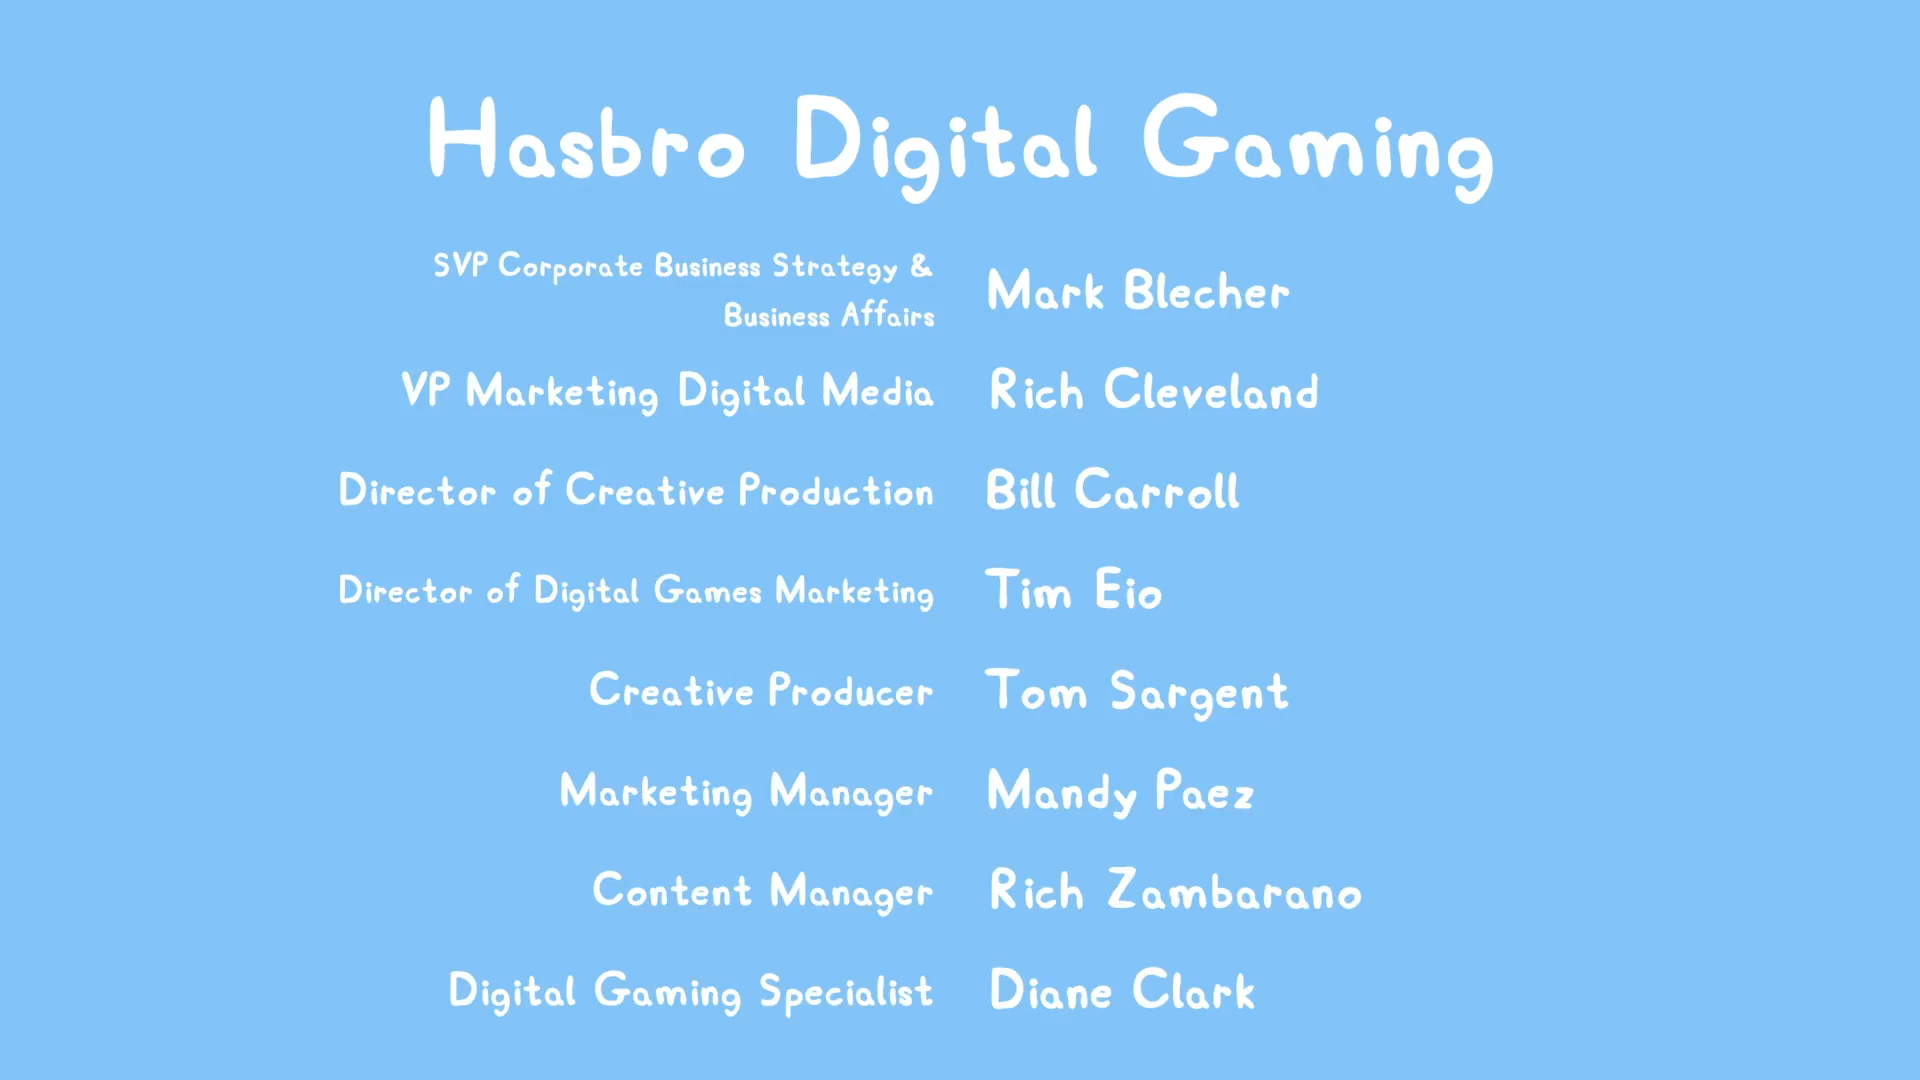 Hasbro Digital Gaming
SVP Corporate Business Strategy &
Business Affairs
Mark Blecher
VP Marketing Digital Media Rich Cleveland
Director of Creative Production Bill Carroll
Director of Digital Games Marketing Tim Eio
Creative Producer Tom Sargent
Marketing Manager Mandy Paez
Content Manager Rich Zambarano
Digital Gaming Specialist Diane Clark